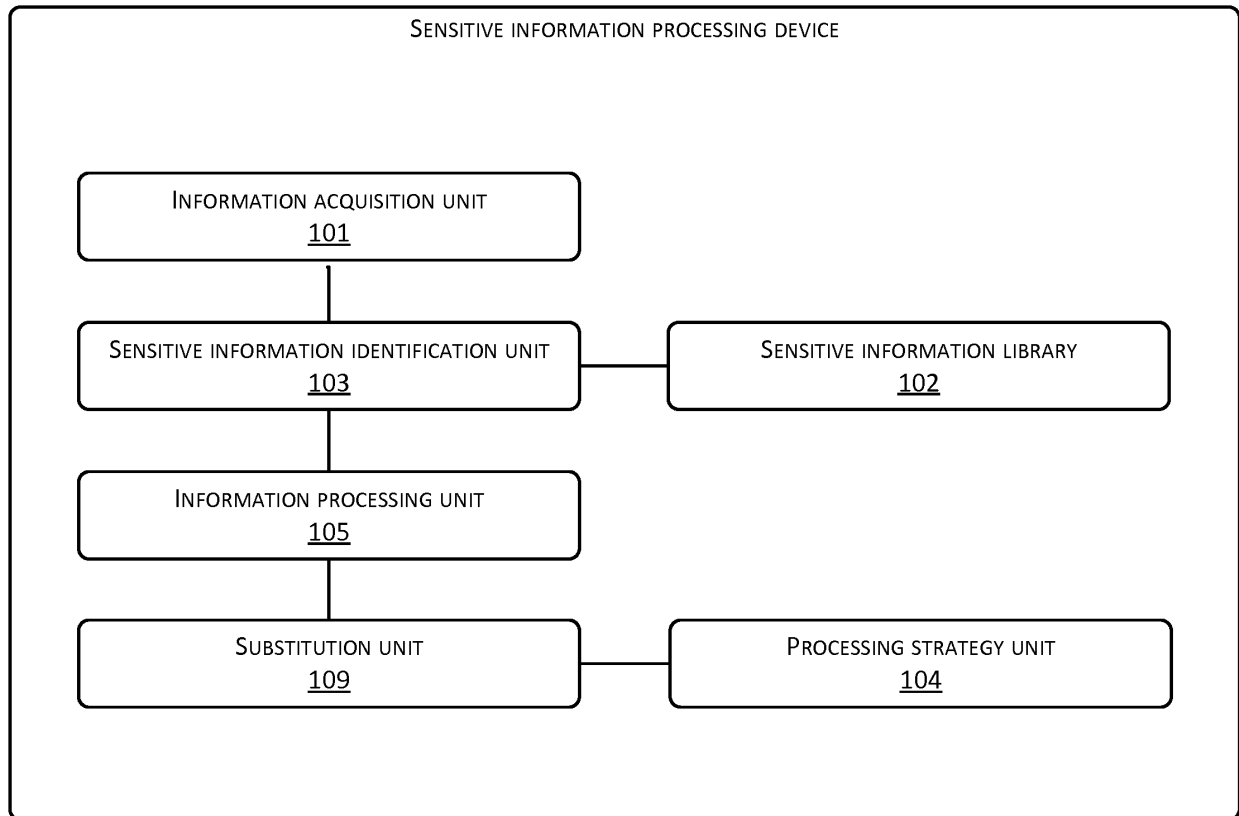 SENSITIVE INFORMATION PROCESSING DEVICE
INFORMATION ACQUISITION UNIT
101
SENSITIVE INFORMATION IDENTIFICATION UNIT
103
SENSITIVE INFORMATION LIBRARY
102
INFORMATION PROCESSING UNIT
105
SUBSTITUTION UNIT
109
PROCESSING STRATEGY UNIT
104